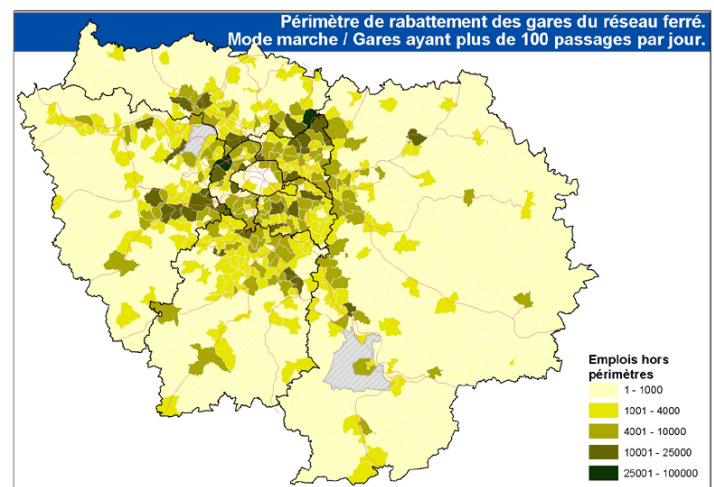 Périmètre de rabattement des gares du réseau ferré.
Mode marche / Gares ayant plus de 100 passages par jour.
Emplois hors
périmètres
1 - 1000
1001 - 4000
4001 - 10000
10001 - 25000
25001 - 100000